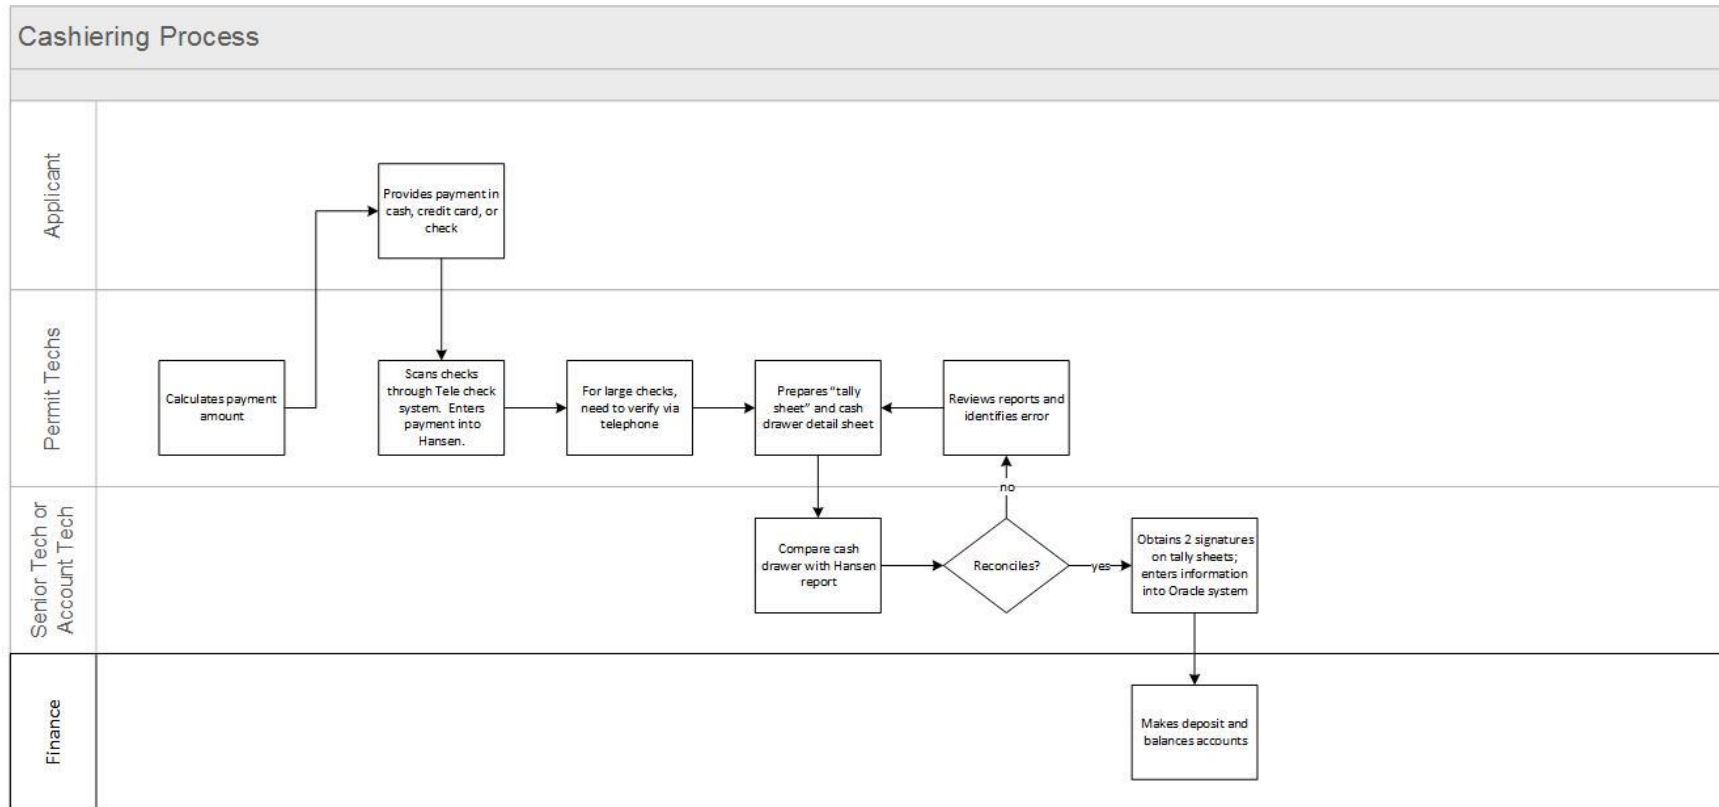 Cashiering Process
Applicant
Provides payment in
cash, credit card, or
check
Permit Techs
Calculates payment
amount
Scans checks
through Tele check
system.  Enters
payment into
Hansen.
For large checks,
need to verify via
telephone
Prepares “tally
sheet” and cash
drawer detail sheet
Reviews reports and
identifies error
no
Senior Tech or
Account Tech
Compare cash
drawer with Hansen
report
Reconciles?
yes
Obtains 2 signatures
on tally sheets;
enters information
into Oracle system
Finance
Makes deposit and
balances accounts